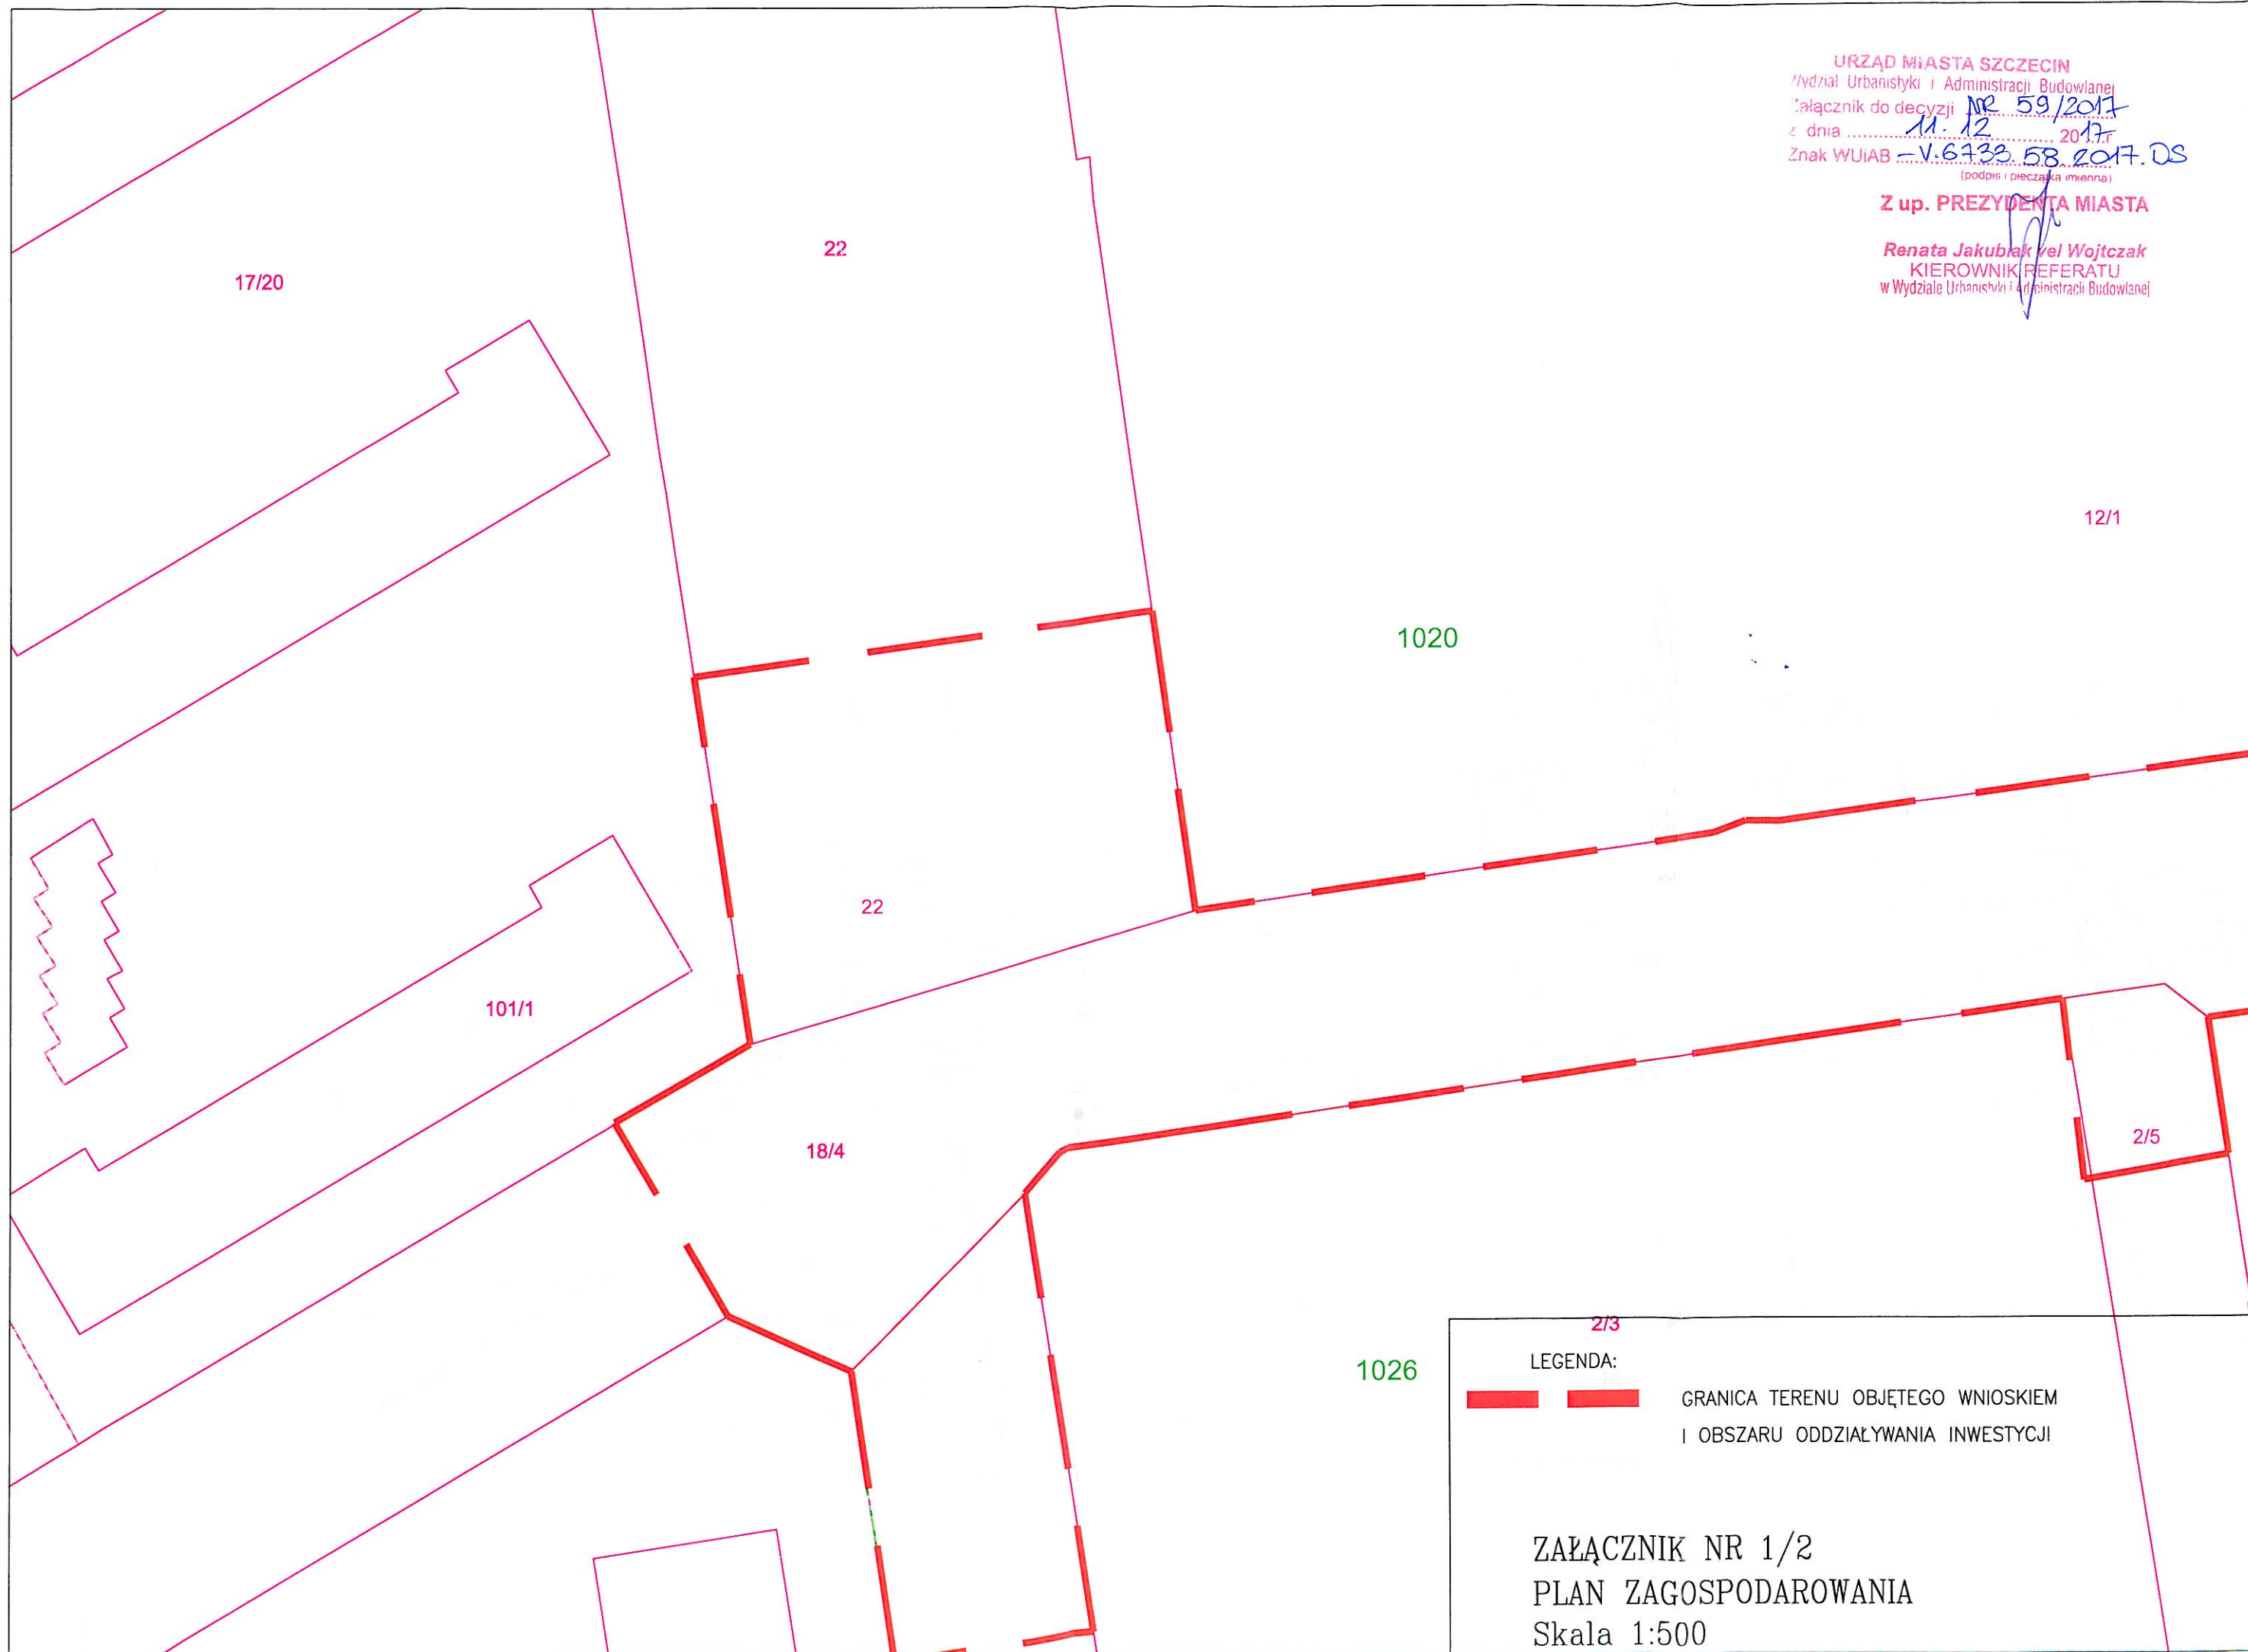 URZĄD MIASTA SZCZECIN
Wydział Urbanistyki i Administracji Budowlanej
Załącznik do decyzji NR 59/2017
z dnia 11.12 2017r
Znak WUiAB -V.6733.58.2017.DS
(podpis i pieczątka imienna)
Z up. PREZYDENTA MIASTA
Renata Jakubiak vel Wojtczak
KIEROWNIK REFERATU
w Wydziale Urbanistyki i Administracji Budowlanej
22
17/20
12/1
1020
22
101/1
18/4
2/5
2/3
1026
LEGENDA:
GRANICA TERENU OBJĘTEGO WNIOSKIEM
I OBSZARU ODDZIAŁYWANIA INWESTYCJI
ZAŁĄCZNIK NR 1/2
PLAN ZAGOSPODAROWANIA
Skala 1:500